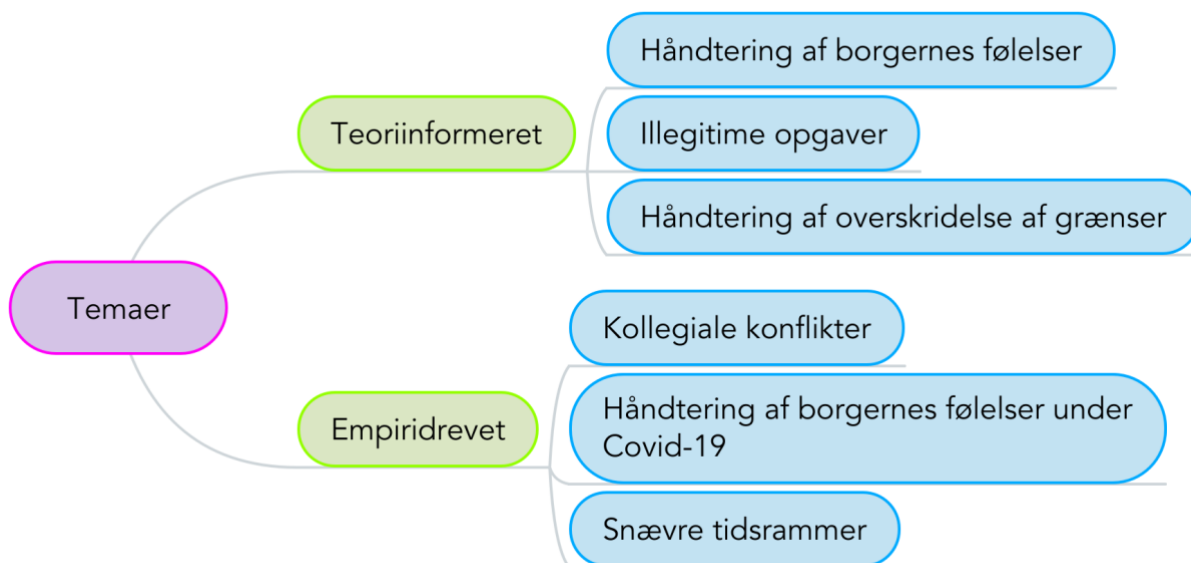 Håndtering af borgernes følelser
Teoriinformeret
Illegitime opgaver
Håndtering af overskridelse af grænser
Temaer
Kollegiale konflikter
Empiridrevet
Håndtering af borgernes følelser under
Covid-19
Snævre tidsrammer